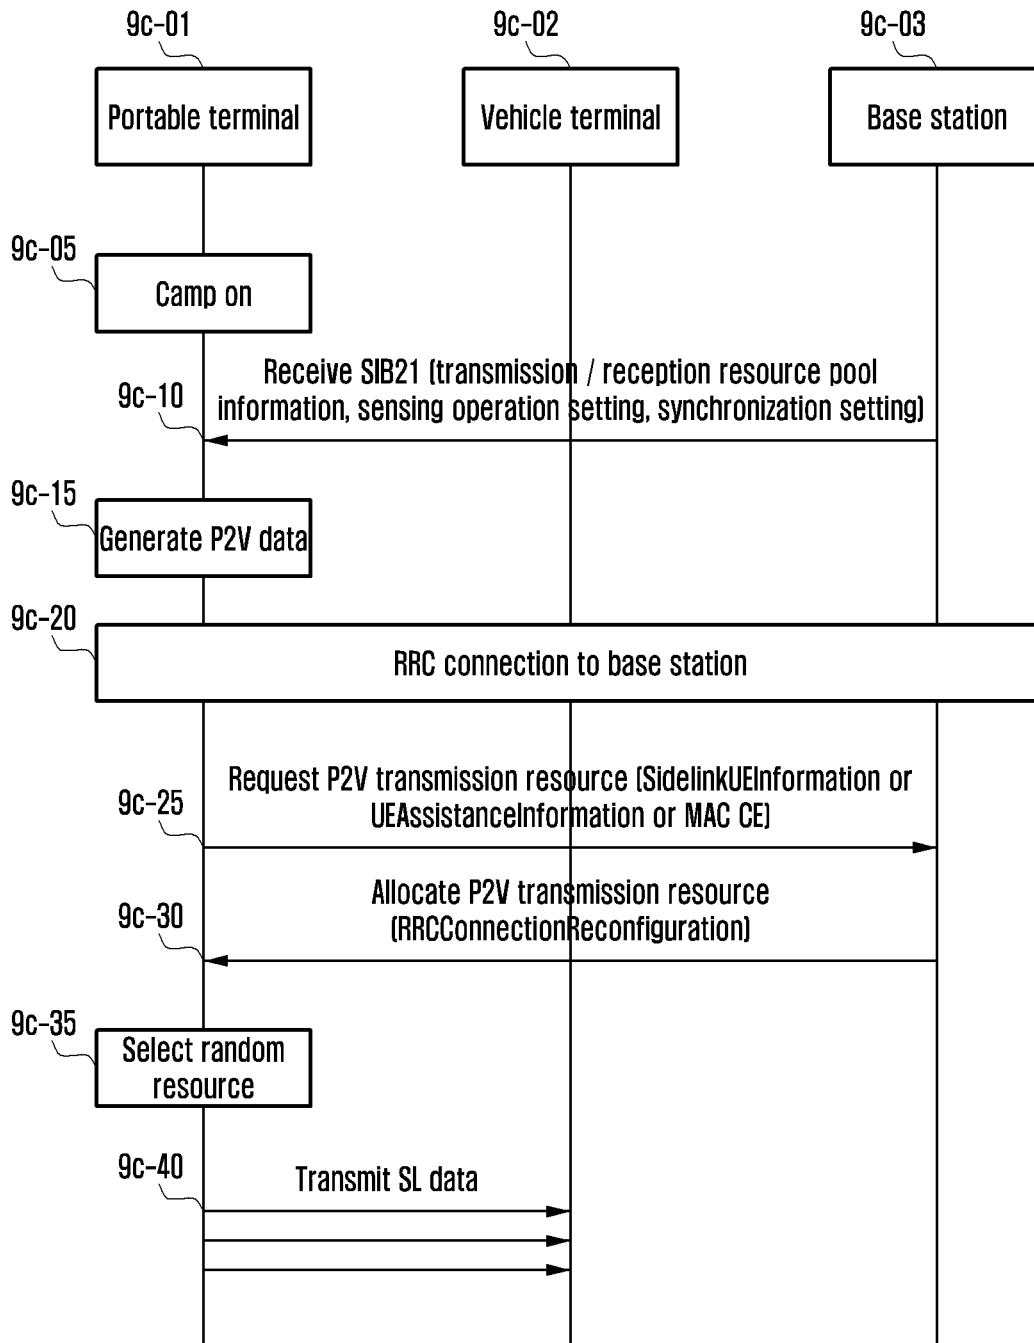 9c-01
9c-02
9c-03
Portable terminal
Vehicle terminal
Base station
9c-05
Camp on
Receive SIB21 (transmission / reception resource pool
9c-10
information, sensing operation setting, synchronization setting)
9c-15
Generate P2V data
9c-20
RRC connection to base station
Request P2V transmission resource (SidelinkUEInformation or
9c-25
UEAssistanceInformation or MAC CE)
Allocate P2V transmission resource
9c-30
(RRCConnectionReconfiguration)
9c-35
Select random
resource
9c-40
Transmit SL data